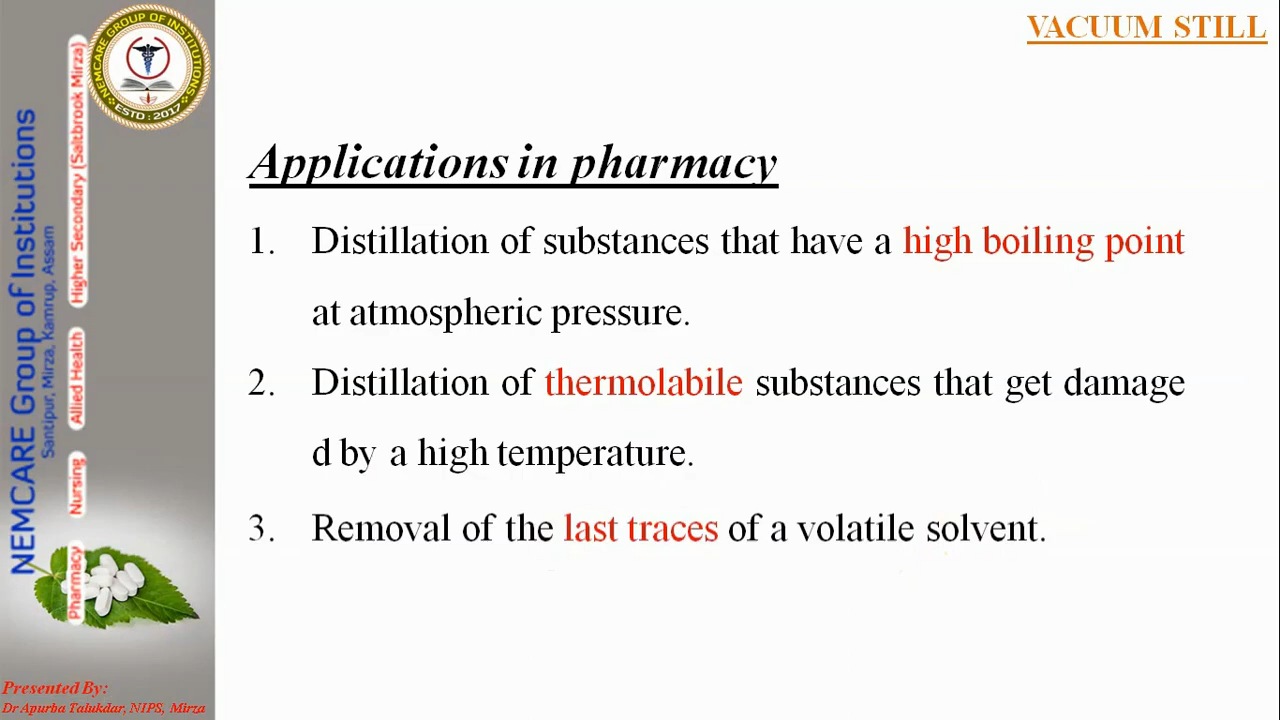 VACUUM STILL
NEMCARE GROUP OF INSTITUTIONS
ESTD : 2017
NEMCARE Group of Institutions
Santipur, Mirza, Kamrup, Assam
Pharmacy Nursing Allied Health Higher Secondary (Saltbrook Mirza)
Applications in pharmacy
1. Distillation of substances that have a high boiling point
at atmospheric pressure.
2. Distillation of thermolabile substances that get damage
d by a high temperature.
3. Removal of the last traces of a volatile solvent.
Presented By:
Dr Apurba Talukdar, NIPS, Mirza